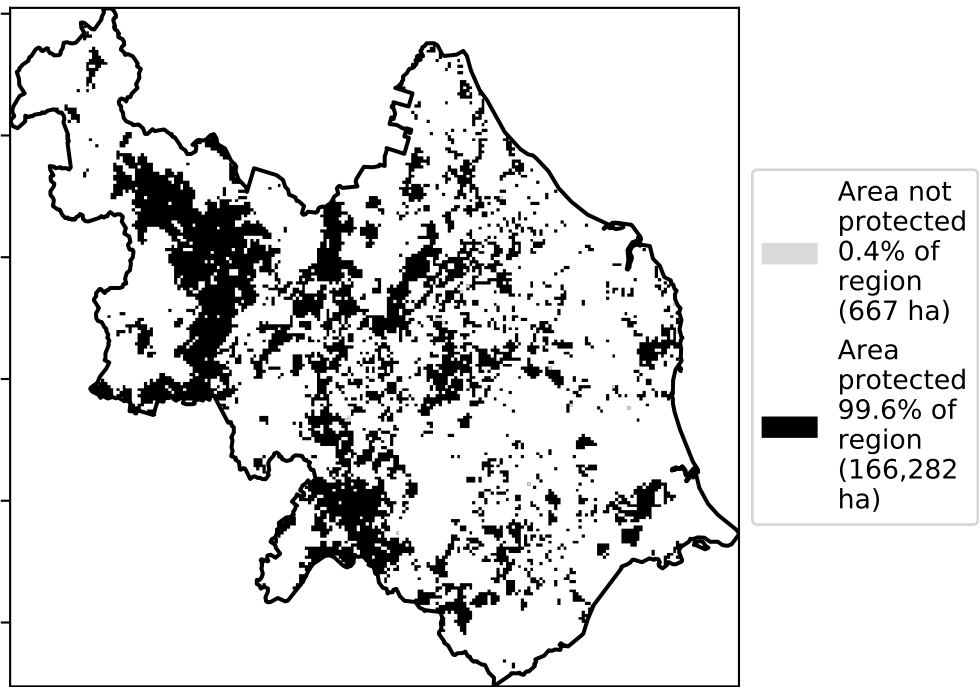 Area not
protected
0.4% of
region
(667 ha)
Area
protected
99.6% of
region
(166,282
ha)